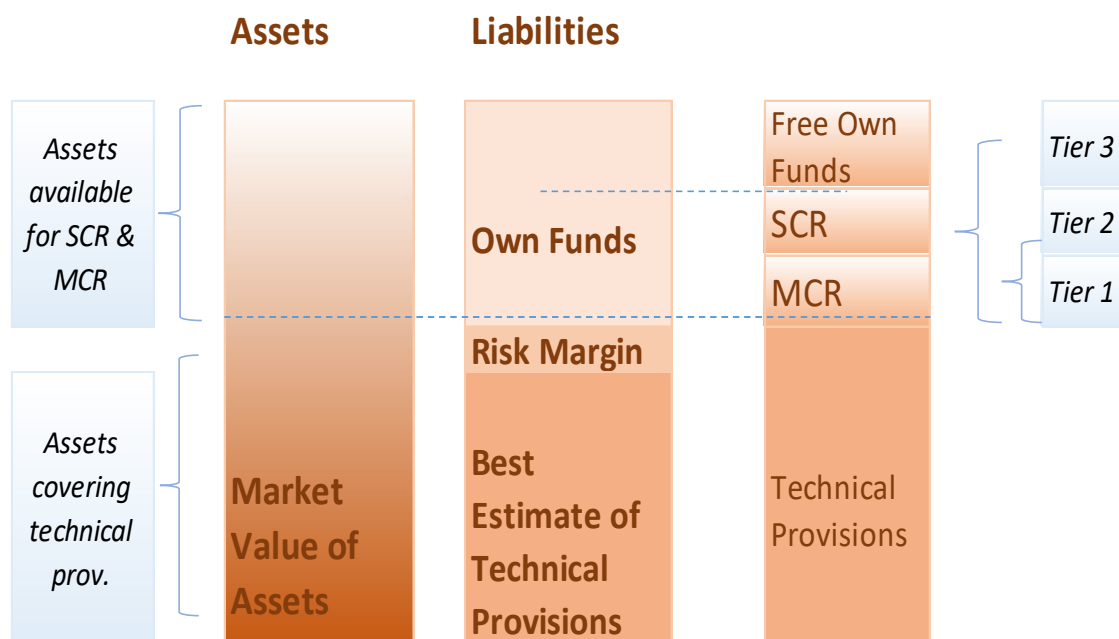 Assets
Liabilities
Assets
available
for SCR &
MCR
Assets
covering
technical
prov.
Market
Value of
Assets
Own Funds
Risk Margin
Best
Estimate of
Technical
Provisions
Free Own
Funds
SCR
MCR
Technical
Provisions
Tier 3
Tier 2
Tier 1